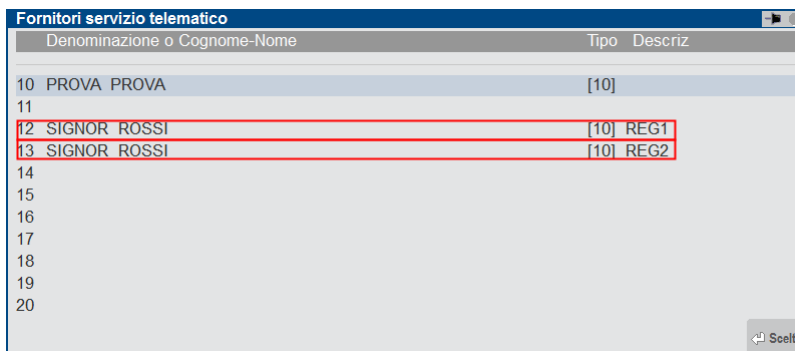 Fornitori servizio telematico
Denominazione o Cognome-Nome Tipo Descriz
10 PROVA PROVA [10]
11
12 SIGNOR ROSSI [10] REG1
13 SIGNOR ROSSI [10] REG2
14
15
16
17
18
19
20
Scelt